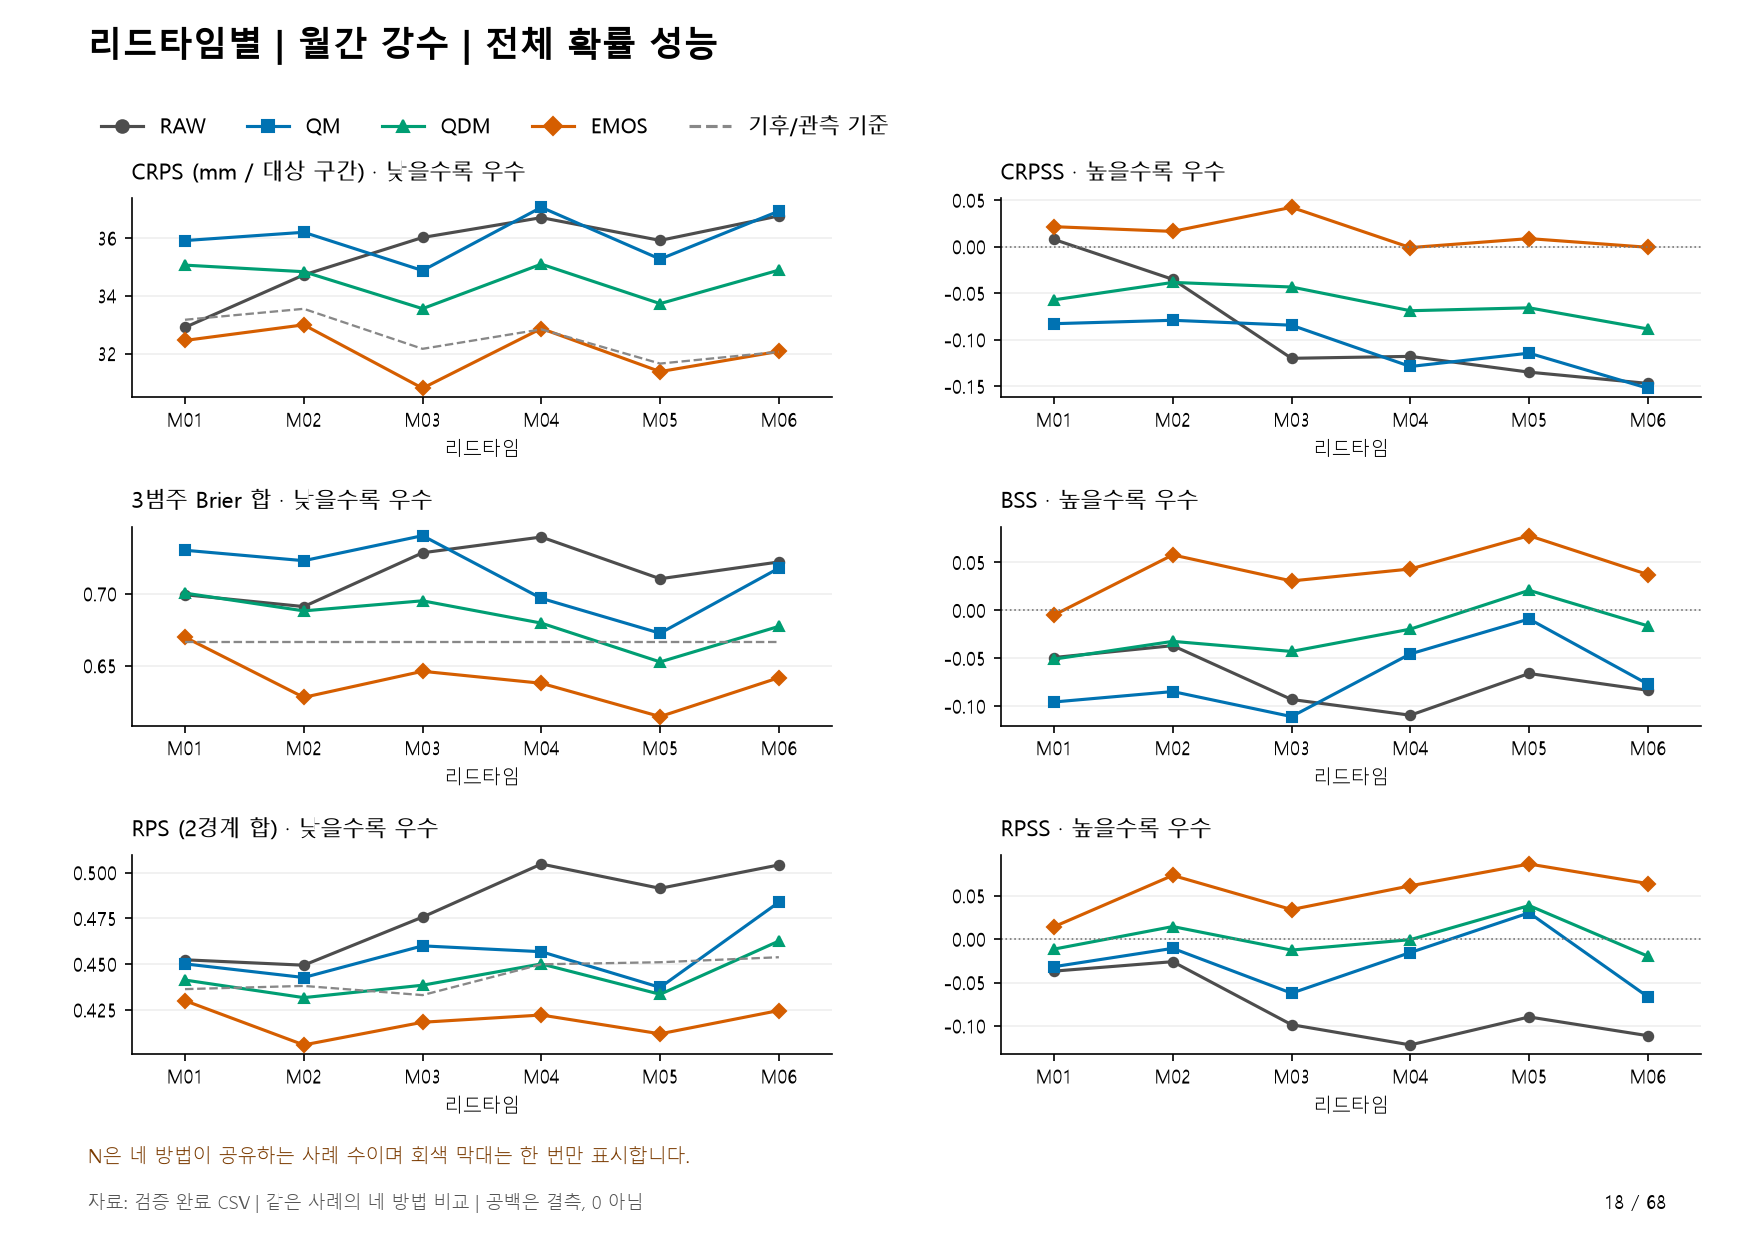 리드타임별 | 월간 강수 | 전체 확률 성능
RAW QM QDM EMOS 기후/관측 기준
CRPS (mm / 대상 구간) · 낮을수록 우수
36
34
32
M01 M02 M03 M04 M05 M06
리드타임
CRPSS · 높을수록 우수
0.05
0.00
-0.05
-0.10
-0.15
M01 M02 M03 M04 M05 M06
리드타임
3범주 Brier 합 · 낮을수록 우수
0.70
0.65
M01 M02 M03 M04 M05 M06
리드타임
BSS · 높을수록 우수
0.05
0.00
-0.05
-0.10
M01 M02 M03 M04 M05 M06
리드타임
RPS (2경계 합) · 낮을수록 우수
0.500
0.475
0.450
0.425
M01 M02 M03 M04 M05 M06
리드타임
RPSS · 높을수록 우수
0.05
0.00
-0.05
-0.10
M01 M02 M03 M04 M05 M06
리드타임
N은 네 방법이 공유하는 사례 수이며 회색 막대는 한 번만 표시합니다.
자료: 검증 완료 CSV | 같은 사례의 네 방법 비교 | 공백은 결측, 0 아님
18 / 68